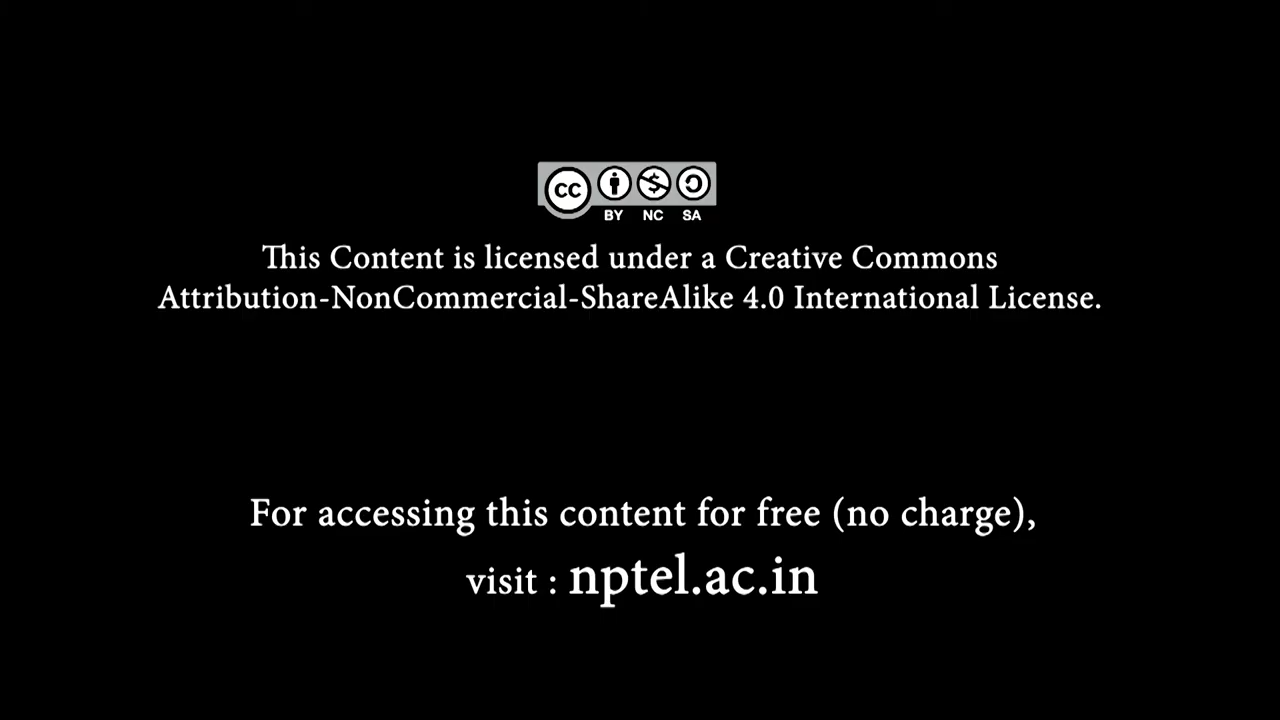 cc BY NC SA
This Content is licensed under a Creative Commons
Attribution-NonCommercial-ShareAlike 4.0 International License.
For accessing this content for free (no charge),
visit : nptel.ac.in